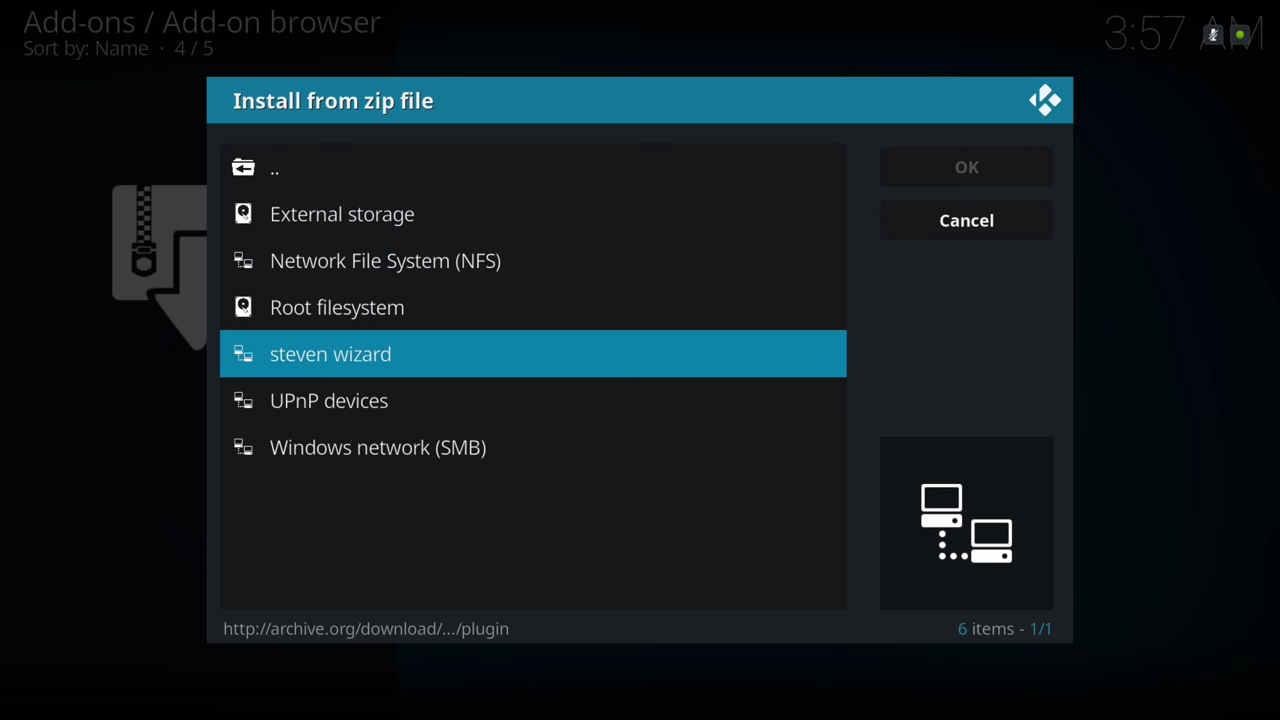 Add-ons / Add-on browser
Sort by: Name · 4 / 5
3:57 AM
Install from zip file
..
External storage
Network File System (NFS)
Root filesystem
steven wizard
UPnP devices
Windows network (SMB)
OK
Cancel
http://archive.org/download/.../plugin
6 items - 1/1